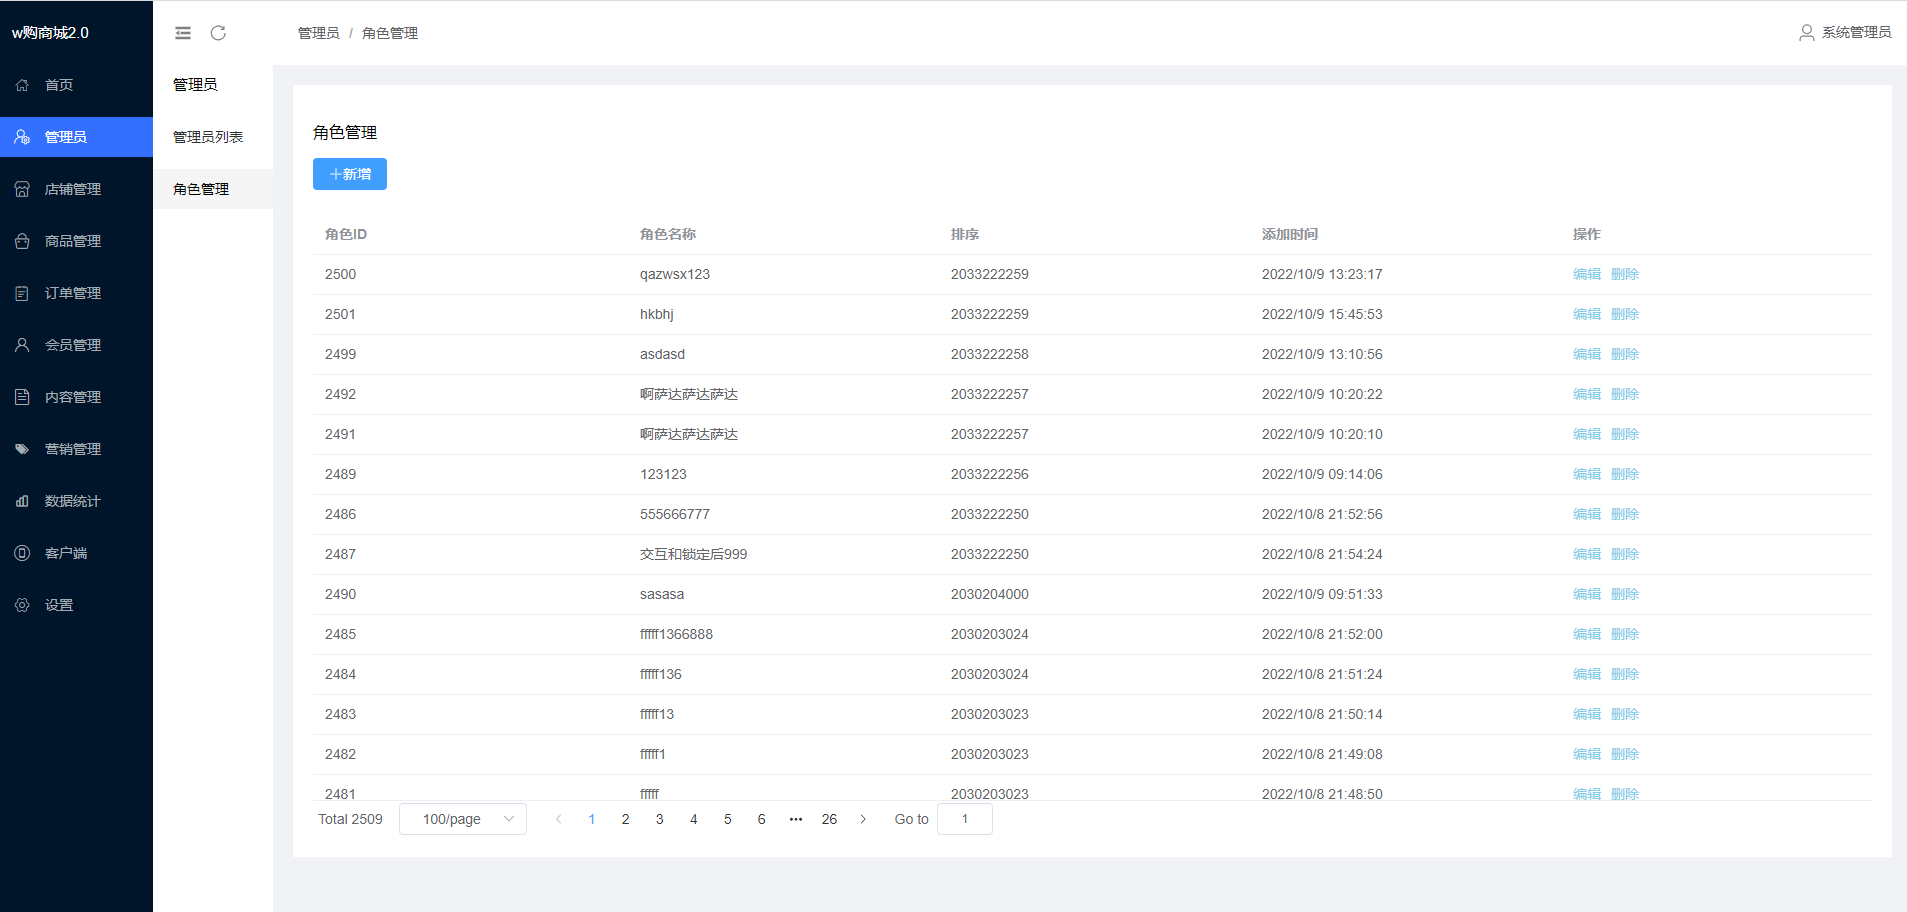 w购商城2.0
首页
管理员
店铺管理
商品管理
订单管理
会员管理
内容管理
营销管理
数据统计
客户端
设置
管理员
管理员列表
角色管理
管理员 / 角色管理
系统管理员
角色管理
+新增
角色ID 角色名称 排序 添加时间 操作
2500 qazwsx123 2033222259 2022/10/9 13:23:17 编辑 删除
2501 hkbhj 2033222259 2022/10/9 15:45:53 编辑 删除
2499 asdasd 2033222258 2022/10/9 13:10:56 编辑 删除
2492 啊萨达萨达萨达 2033222257 2022/10/9 10:20:22 编辑 删除
2491 啊萨达萨达萨达 2033222257 2022/10/9 10:20:10 编辑 删除
2489 123123 2033222256 2022/10/9 09:14:06 编辑 删除
2486 555666777 2033222250 2022/10/8 21:52:56 编辑 删除
2487 交互和锁定后999 2033222250 2022/10/8 21:54:24 编辑 删除
2490 sasasa 2030204000 2022/10/9 09:51:33 编辑 删除
2485 fffff1366888 2030203024 2022/10/8 21:52:00 编辑 删除
2484 fffff136 2030203024 2022/10/8 21:51:24 编辑 删除
2483 fffff13 2030203023 2022/10/8 21:50:14 编辑 删除
2482 fffff1 2030203023 2022/10/8 21:49:08 编辑 删除
2481 fffff 2030203023 2022/10/8 21:48:50 编辑 删除
Total 2509 100/page 1 2 3 4 5 6 ••• 26 Go to 1